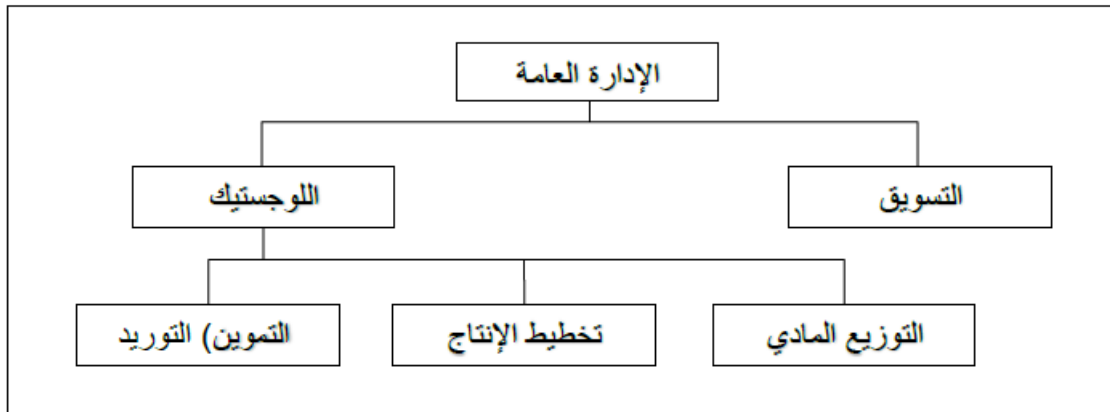 الإدارة العامة
التسويق
اللوجستيك
التوزيع المادي
تخطيط الإنتاج
التموين) التوريد